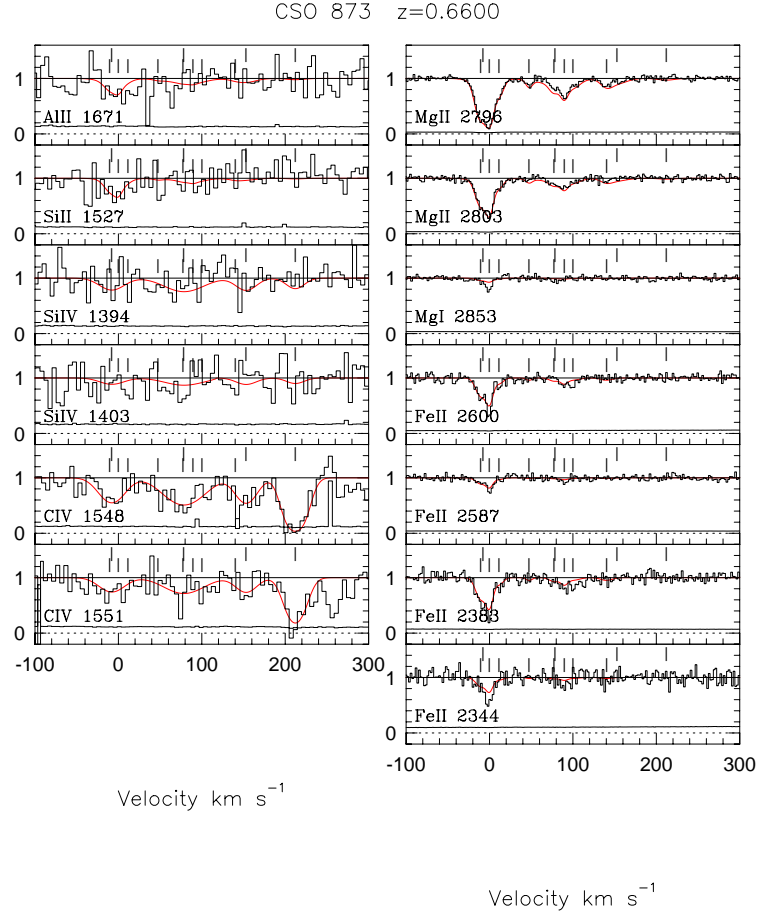 CSO 873 z=0.6600
1
AlII 1671
0
1
SiII 1527
0
1
SiIV 1394
0
1
SiIV 1403
0
1
CIV 1548
0
1
CIV 1551
0
-100 0 100 200 300
Velocity km s−1
1
MgII 2796
0
1
MgII 2803
0
1
MgI 2853
0
1
FeII 2600
0
1
FeII 2587
0
1
FeII 2383
0
1
FeII 2344
0
-100 0 100 200 300
Velocity km s−1